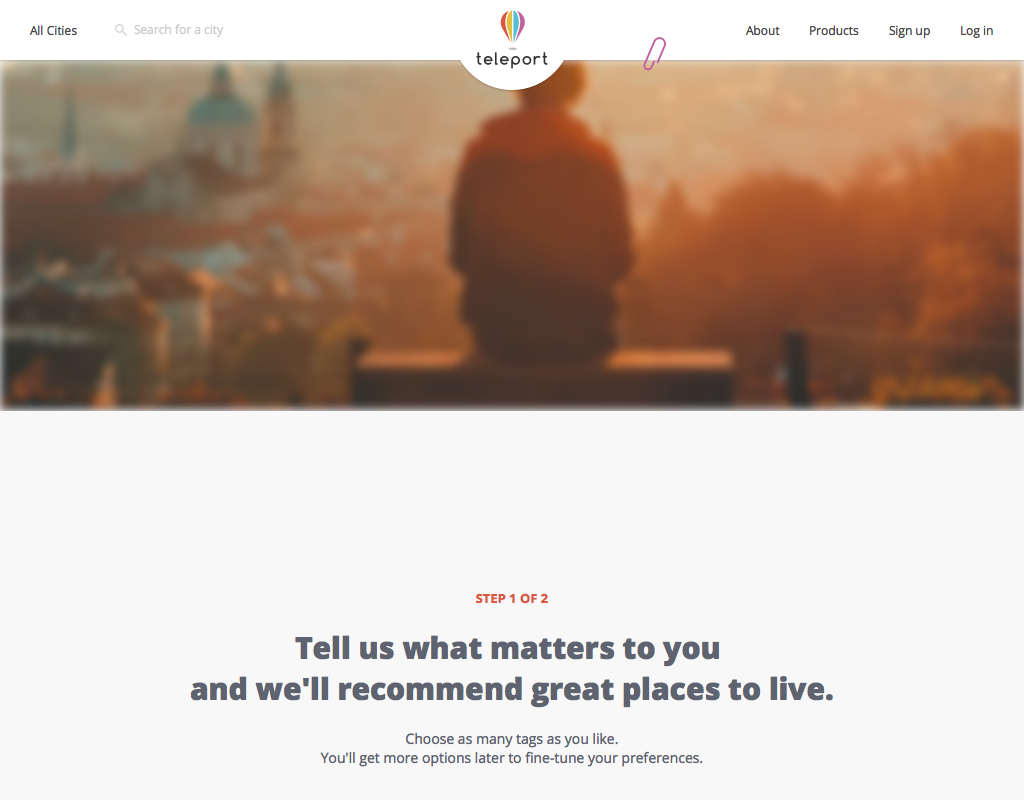 All Cities
Search for a city
teleport
About
Products
Sign up
Log in
STEP 1 OF 2
Tell us what matters to you
and we'll recommend great places to live.
Choose as many tags as you like.
You'll get more options later to fine-tune your preferences.